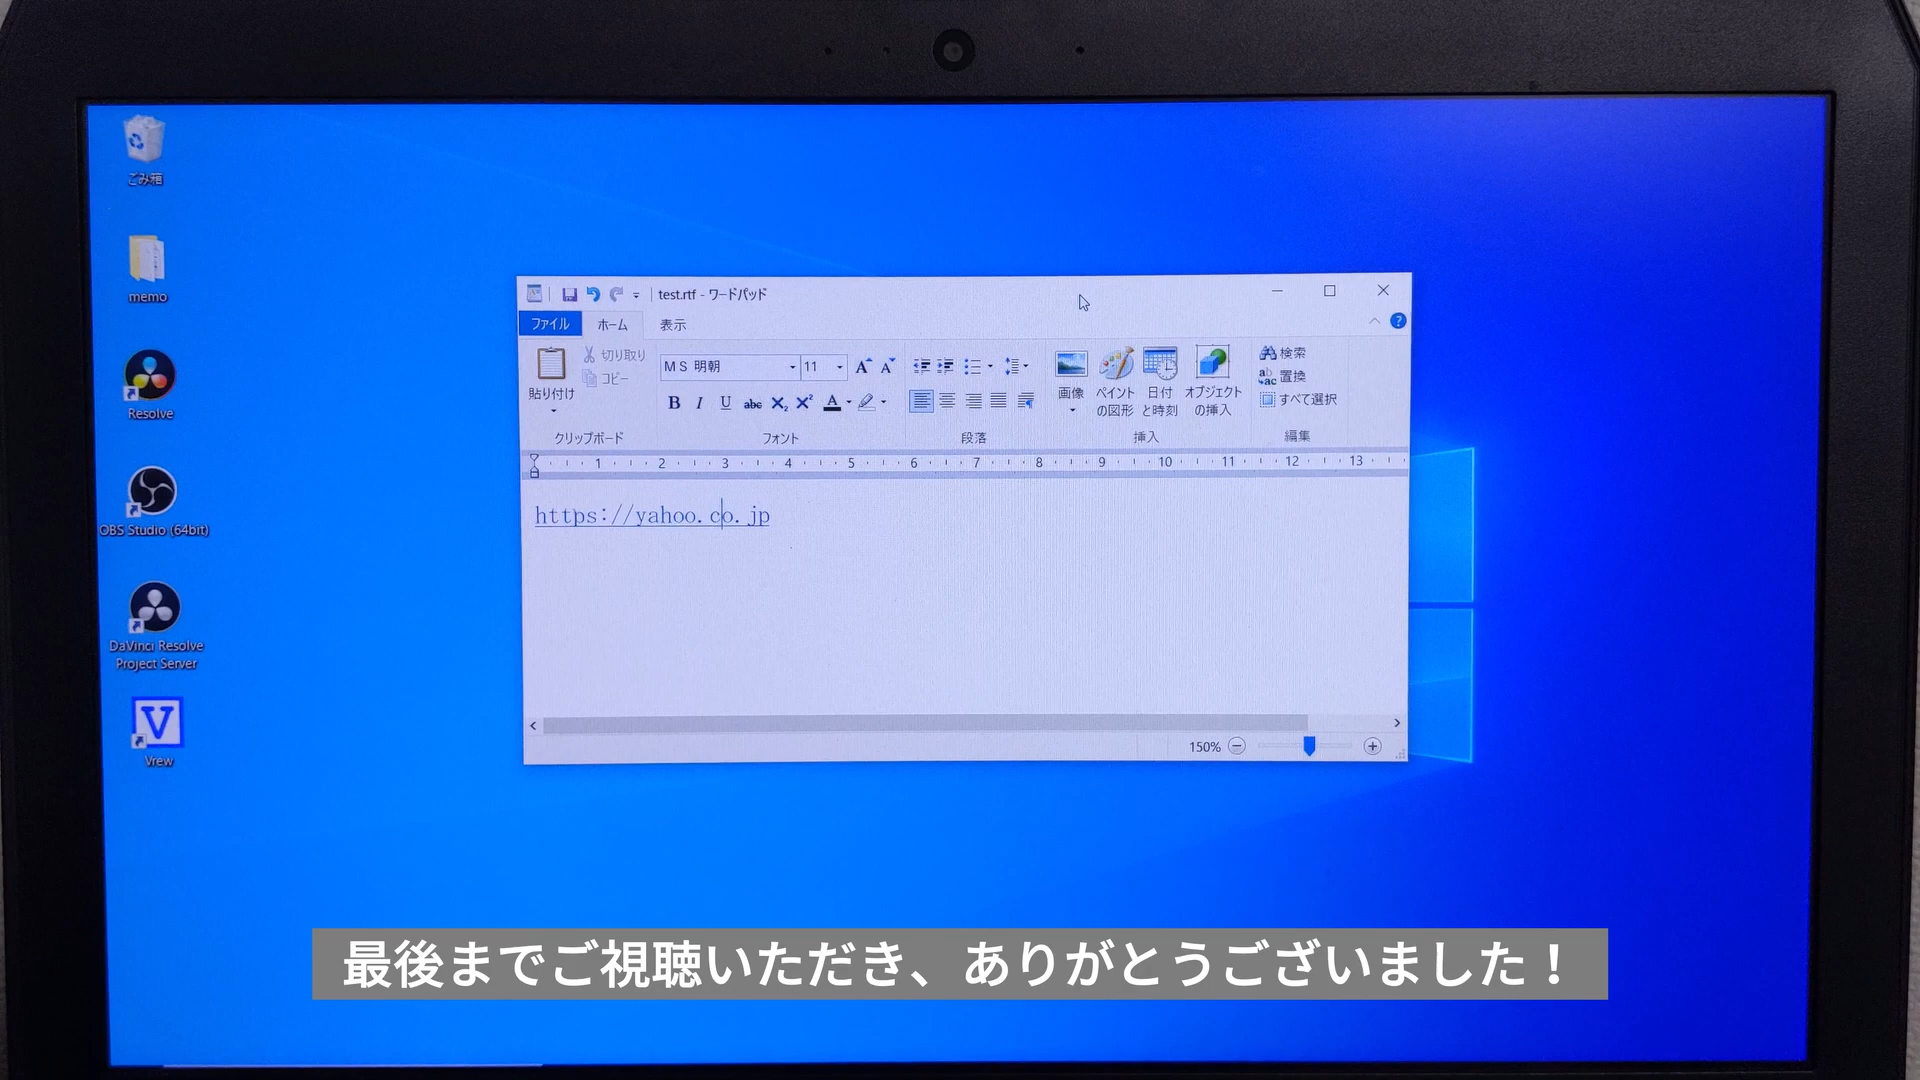 ごみ箱
memo
Resolve
OBS Studio (64bit)
DaVinci Resolve
Project Server
V
Vrew
test.rtf - ワードパッド
ファイル ホーム 表示
貼り付け
切り取り
コピー
クリップボード
ＭＳ 明朝 11
B I U abc X₂ X² A
フォント
段落
画像
ペイント
の図形
日付
と時刻
オブジェクト
の挿入
挿入
検索
置換
すべて選択
編集
1 2 3 4 5 6 7 8 9 10 11 12 13
https://yahoo.co.jp
150%
最後までご視聴いただき、ありがとうございました！